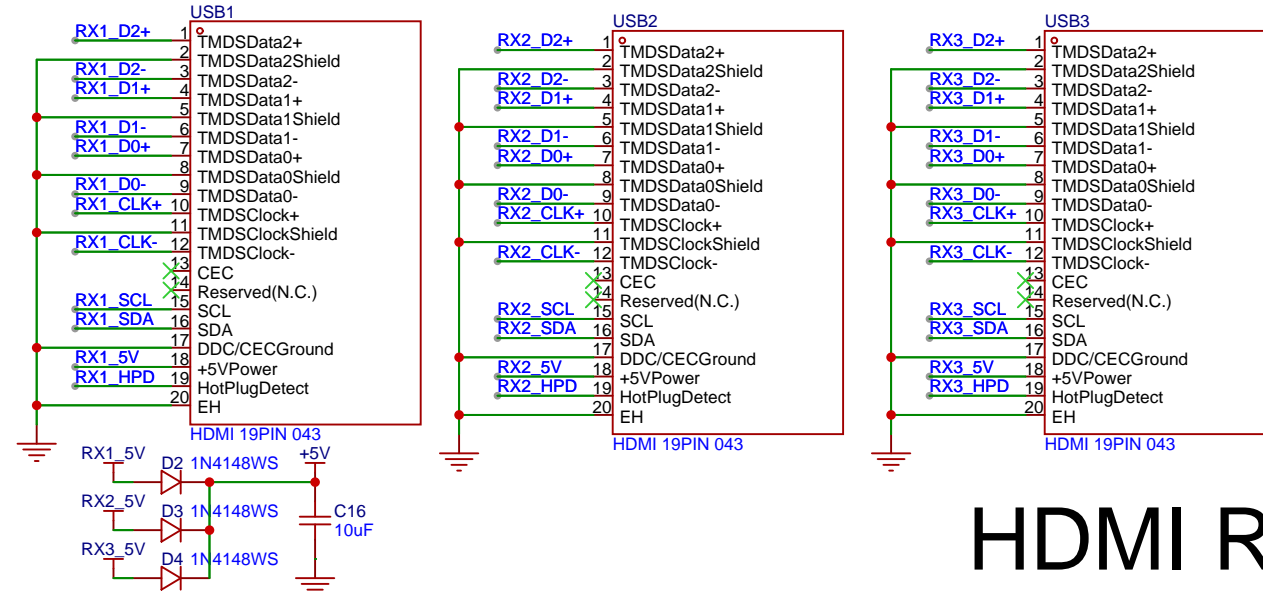 USB1
RX1_D2+ 1 TMDSData2+
2 TMDSData2Shield
RX1_D2- 3 TMDSData2-
RX1_D1+ 4 TMDSData1+
5 TMDSData1Shield
RX1_D1- 6 TMDSData1-
RX1_D0+ 7 TMDSData0+
8 TMDSData0Shield
RX1_D0- 9 TMDSData0-
RX1_CLK+ 10 TMDSClock+
11 TMDSClockShield
RX1_CLK- 12 TMDSClock-
13 CEC
14 Reserved(N.C.)
RX1_SCL 15 SCL
RX1_SDA 16 SDA
17 DDC/CECGround
RX1_5V 18 +5VPower
RX1_HPD 19 HotPlugDetect
20 EH
HDMI 19PIN 043
USB2
RX2_D2+ 1 TMDSData2+
2 TMDSData2Shield
RX2_D2- 3 TMDSData2-
RX2_D1+ 4 TMDSData1+
5 TMDSData1Shield
RX2_D1- 6 TMDSData1-
RX2_D0+ 7 TMDSData0+
8 TMDSData0Shield
RX2_D0- 9 TMDSData0-
RX2_CLK+ 10 TMDSClock+
11 TMDSClockShield
RX2_CLK- 12 TMDSClock-
13 CEC
14 Reserved(N.C.)
RX2_SCL 15 SCL
RX2_SDA 16 SDA
17 DDC/CECGround
RX2_5V 18 +5VPower
RX2_HPD 19 HotPlugDetect
20 EH
HDMI 19PIN 043
USB3
RX3_D2+ 1 TMDSData2+
2 TMDSData2Shield
RX3_D2- 3 TMDSData2-
RX3_D1+ 4 TMDSData1+
5 TMDSData1Shield
RX3_D1- 6 TMDSData1-
RX3_D0+ 7 TMDSData0+
8 TMDSData0Shield
RX3_D0- 9 TMDSData0-
RX3_CLK+ 10 TMDSClock+
11 TMDSClockShield
RX3_CLK- 12 TMDSClock-
13 CEC
14 Reserved(N.C.)
RX3_SCL 15 SCL
RX3_SDA 16 SDA
17 DDC/CECGround
RX3_5V 18 +5VPower
RX3_HPD 19 HotPlugDetect
20 EH
HDMI 19PIN 043
RX1_5V D2 1N4148WS +5V
RX2_5V D3 1N4148WS C16
10uF
RX3_5V D4 1N4148WS
HDMI R